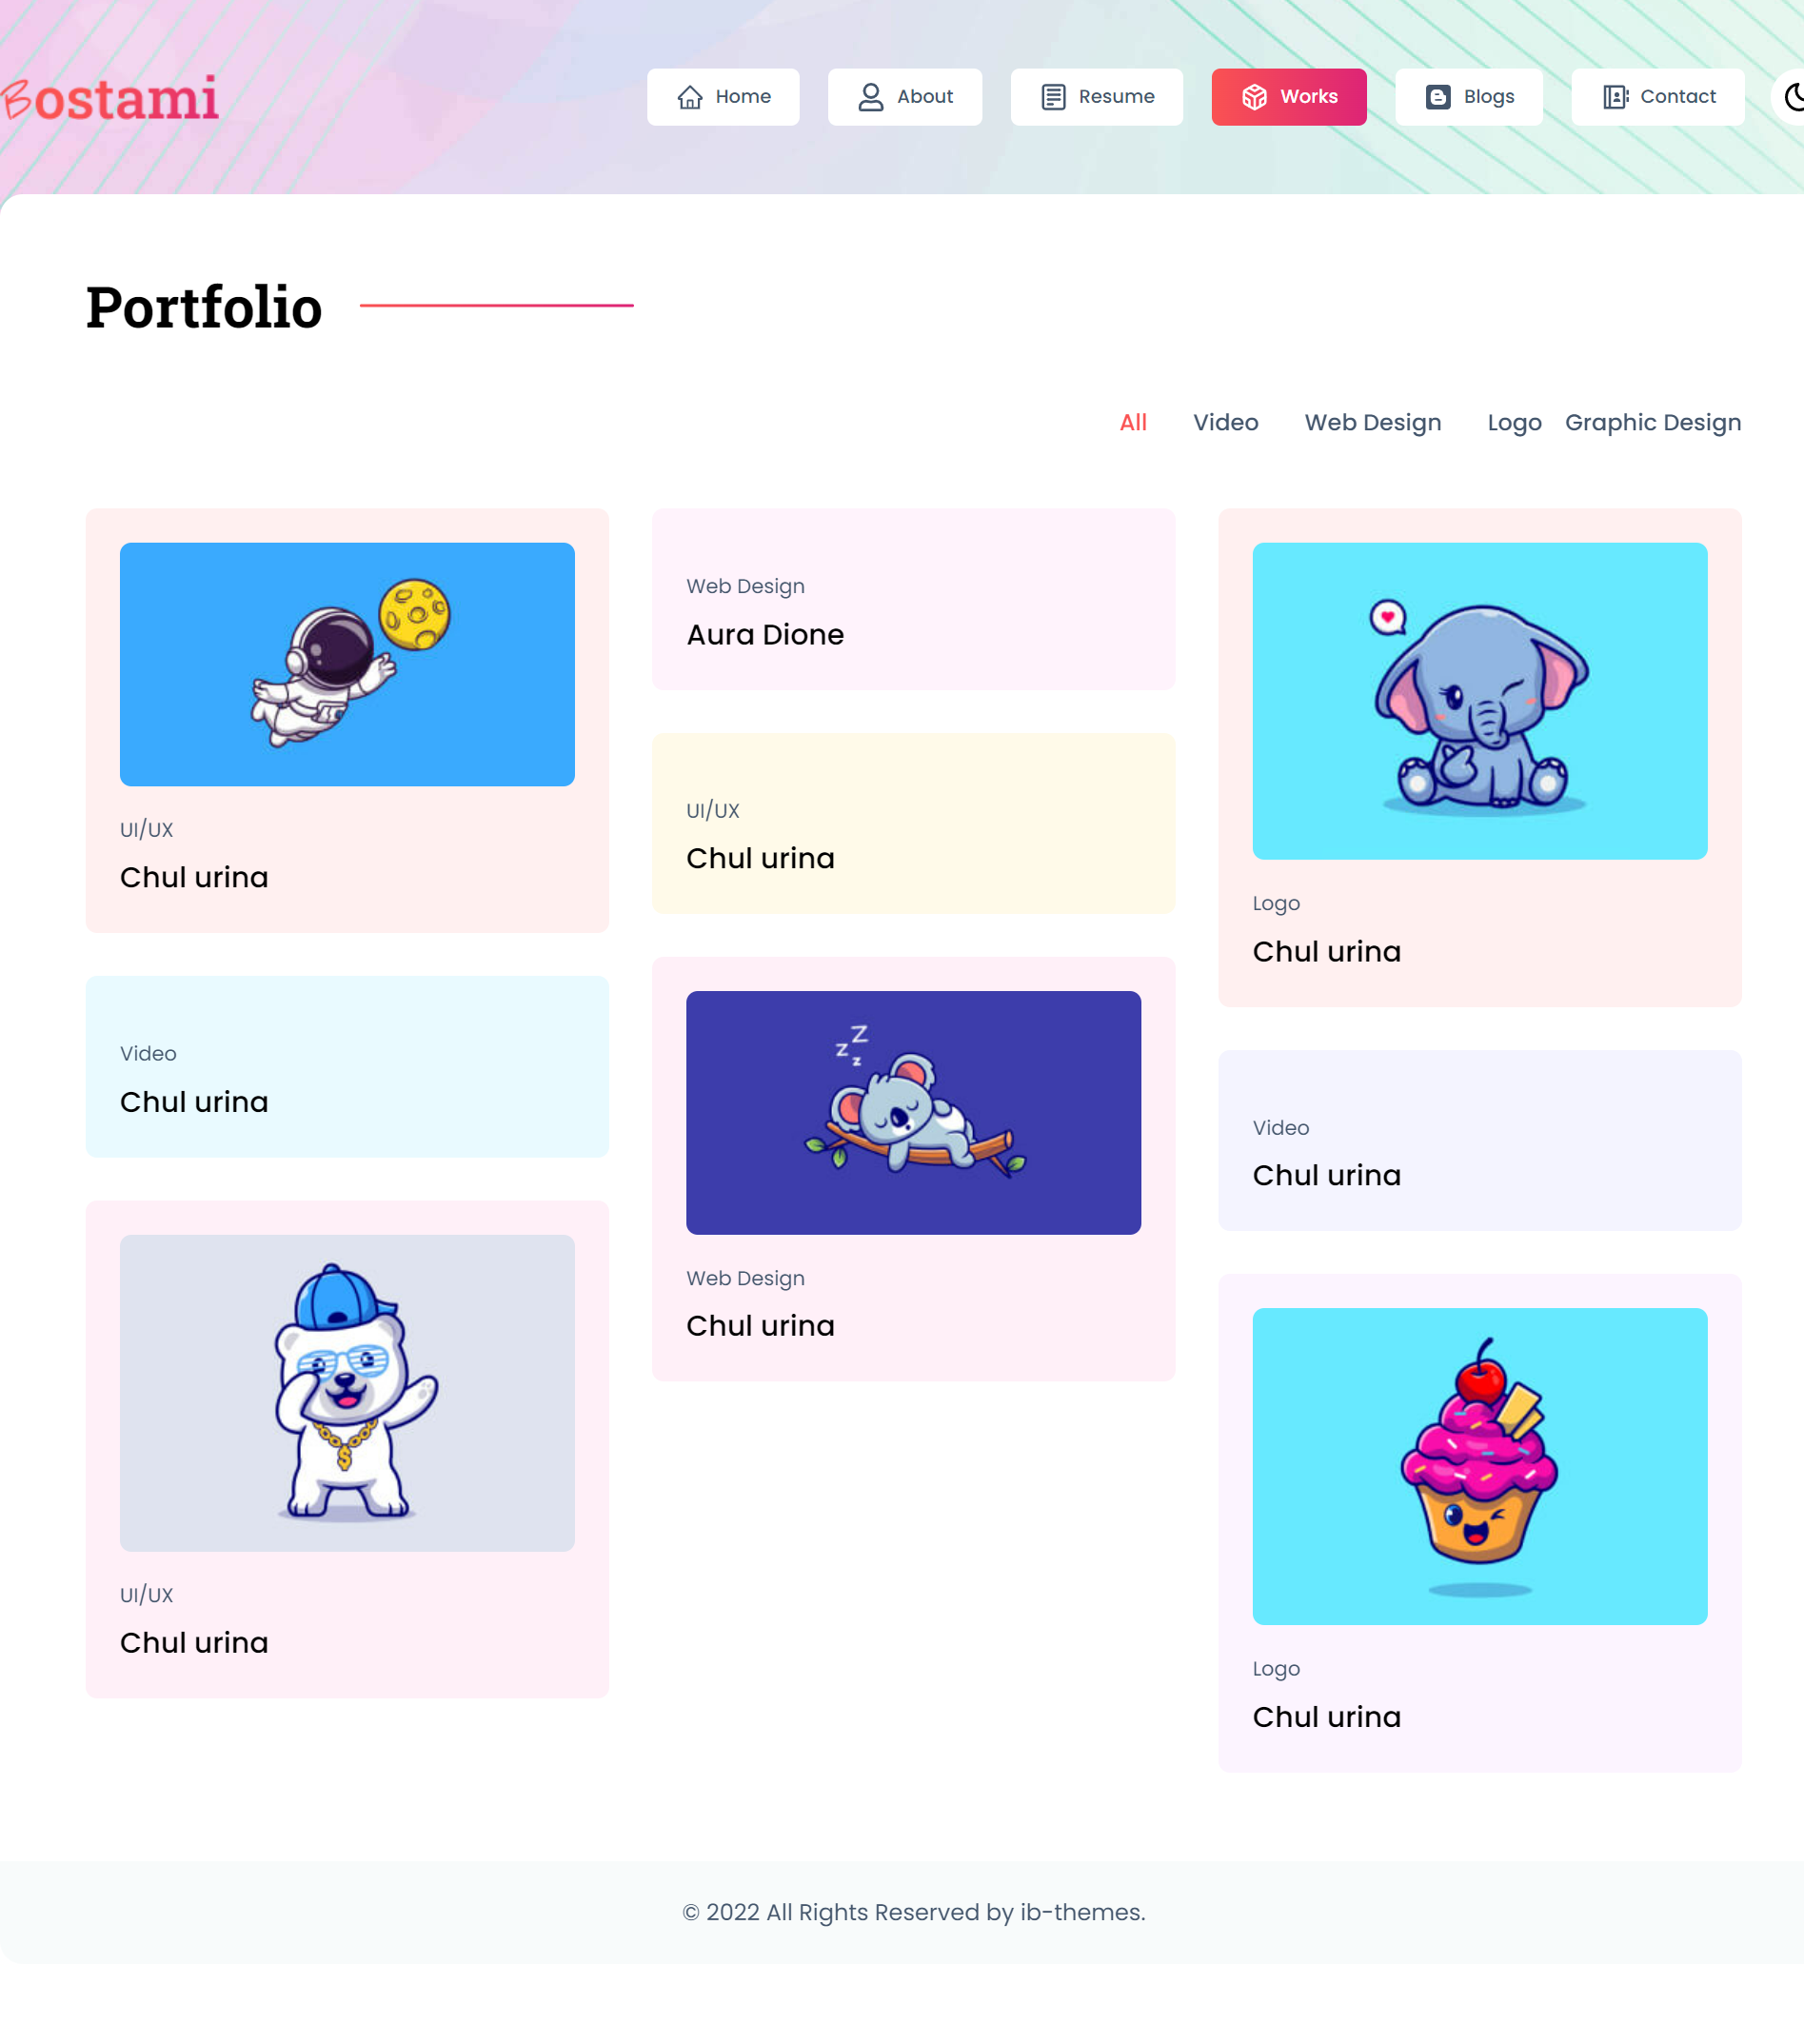 Bostami
Home
About
Resume
Works
Blogs
Contact
Portfolio
All
Video
Web Design
Logo
Graphic Design
UI/UX
Chul urina
Video
Chul urina
UI/UX
Chul urina
Web Design
Aura Dione
UI/UX
Chul urina
z Z
z
Web Design
Chul urina
Logo
Chul urina
Video
Chul urina
Logo
Chul urina
© 2022 All Rights Reserved by ib-themes.